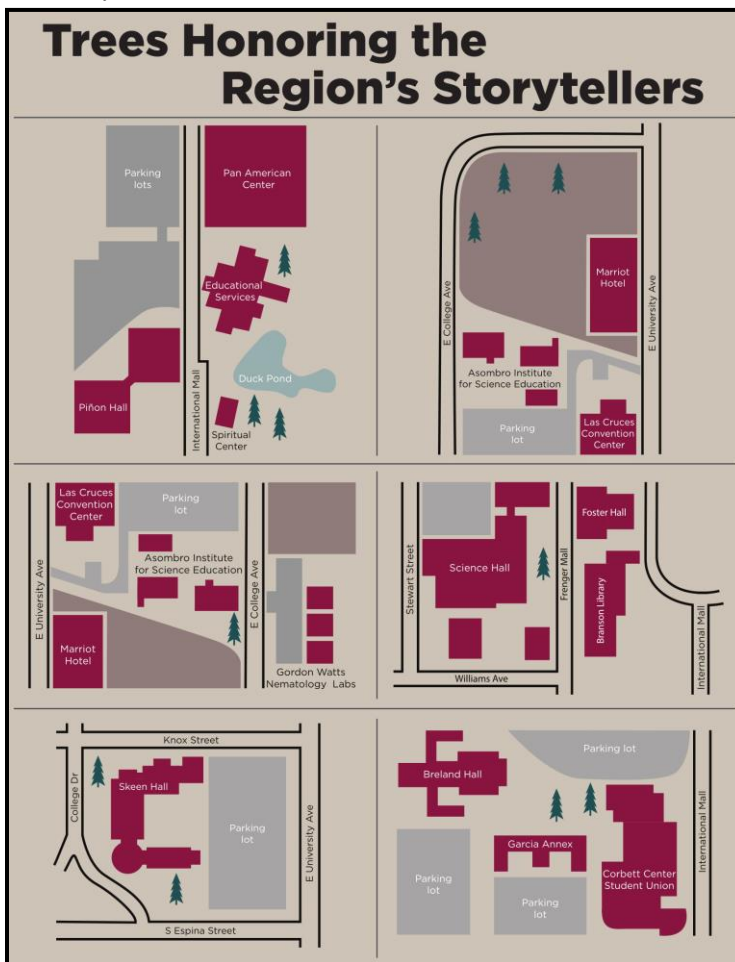 Trees Honoring the
Region's Storytellers
Parking
lots
Pan American
Center
Educational
Services
Duck Pond
Piñon Hall
International Mall
Spiritual
Center
E College Ave
Marriot
Hotel
E University Ave
Asombro Institute
for Science Education
Parking
lot
Las Cruces
Convention
Center
E University Ave
Las Cruces
Convention
Center
Parking
lot
Asombro Institute
for Science Education
E College Ave
Marriot
Hotel
Gordon Watts
Nematology Labs
Stewart Street
Science Hall
Frenger Mall
Foster Hall
Branson Library
International Mall
Williams Ave
Knox Street
College Dr
Skeen Hall
Parking
lot
E University Ave
S Espina Street
Parking lot
Breland Hall
International Mall
Garcia Annex
Parking
lot
Corbett Center
Student Union
Parking
lot